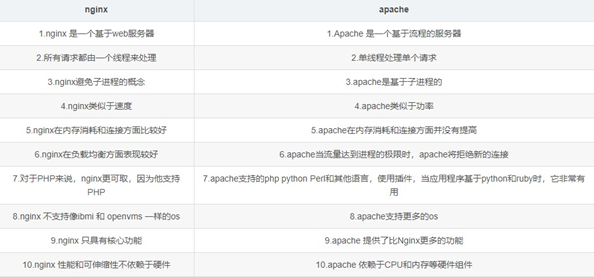 nginx apache
1.nginx 是一个基于web服务器 1.Apache 是一个基于流程的服务器
2.所有请求都由一个线程来处理 2.单线程处理单个请求
3.nginx避免子进程的概念 3.apache是基于子进程的
4.nginx类似于速度 4.apache类似于功率
5.nginx在内存消耗和连接方面比较好 5.apache在内存消耗和连接方面并没有提高
6.nginx在负载均衡方面表现较好 6.apache当流量达到进程的极限时，apache将拒绝新的连接
7.对于PHP来说，nginx更可取，因为他支持 7.apache支持的php python Perl和其他语言，使用插件，当应用程序基于python和ruby时，它非常有
PHP 用
8.nginx 不支持像ibmi 和 openvms 一样的os 8.apache支持更多的os
9.nginx 只具有核心功能 9.apache 提供了比Nginx更多的功能
10.nginx 性能和可伸缩性不依赖于硬件 10.apache 依赖于CPU和内存等硬件组件